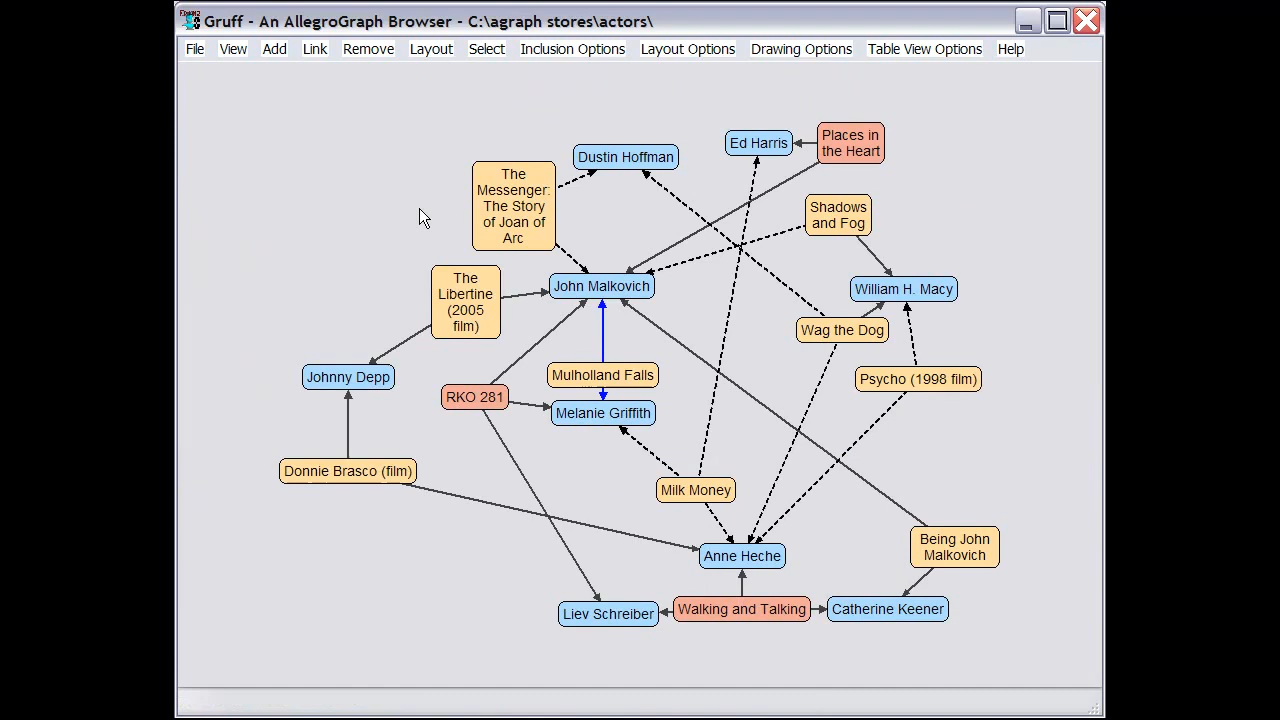 Gruff - An AllegroGraph Browser - C:\agraph stores\actors\
File View Add Link Remove Layout Select Inclusion Options Layout Options Drawing Options Table View Options Help
Places in
the Heart
Ed Harris
Dustin Hoffman
The
Messenger:
The Story
of Joan of
Arc
Shadows
and Fog
The
Libertine
(2005
film)
John Malkovich
William H. Macy
Wag the Dog
Johnny Depp
Mulholland Falls
Psycho (1998 film)
RKO 281
Melanie Griffith
Donnie Brasco (film)
Milk Money
Being John
Malkovich
Anne Heche
Liev Schreiber
Walking and Talking
Catherine Keener